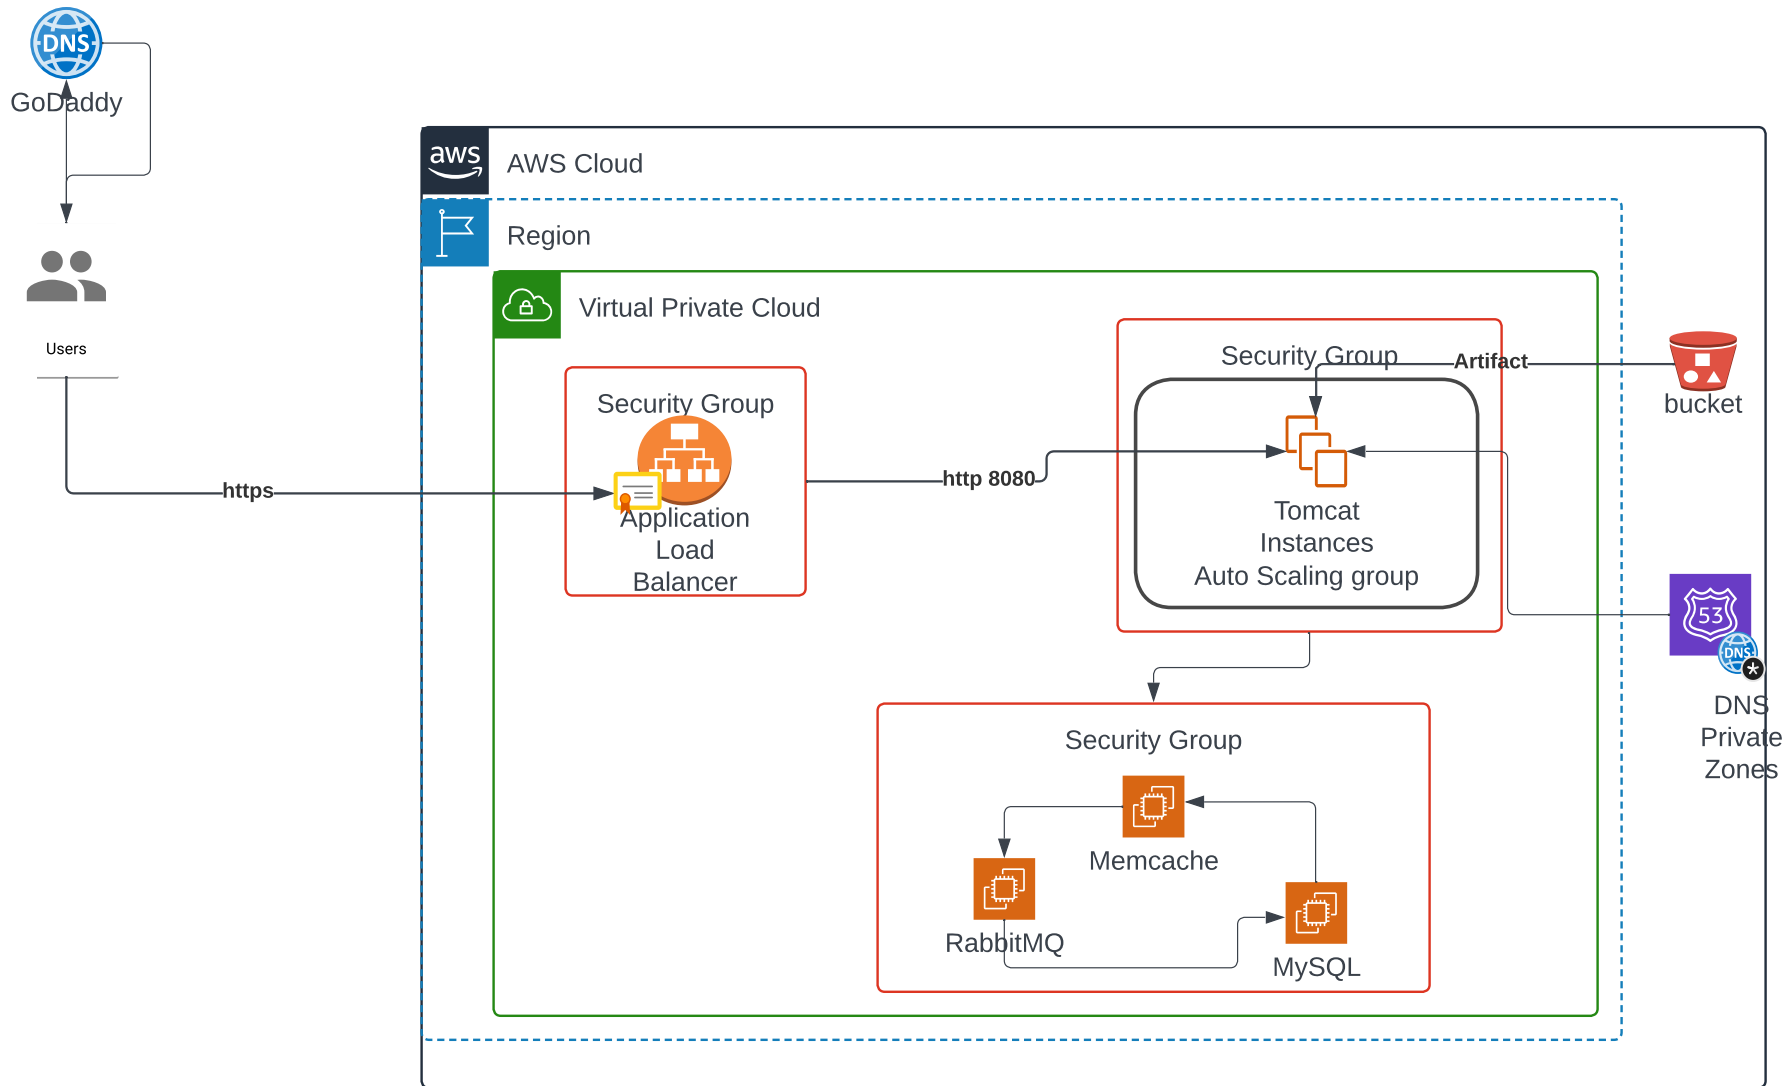 DNS
GoDaddy
aws
AWS Cloud
Region
Virtual Private Cloud
Users
Security Group
Security Group
Artifact
bucket
https
Application
Load
Balancer
http 8080
Tomcat
Instances
Auto Scaling group
53
DNS
*
DNS
Private
Zones
Security Group
Memcache
RabbitMQ
MySQL